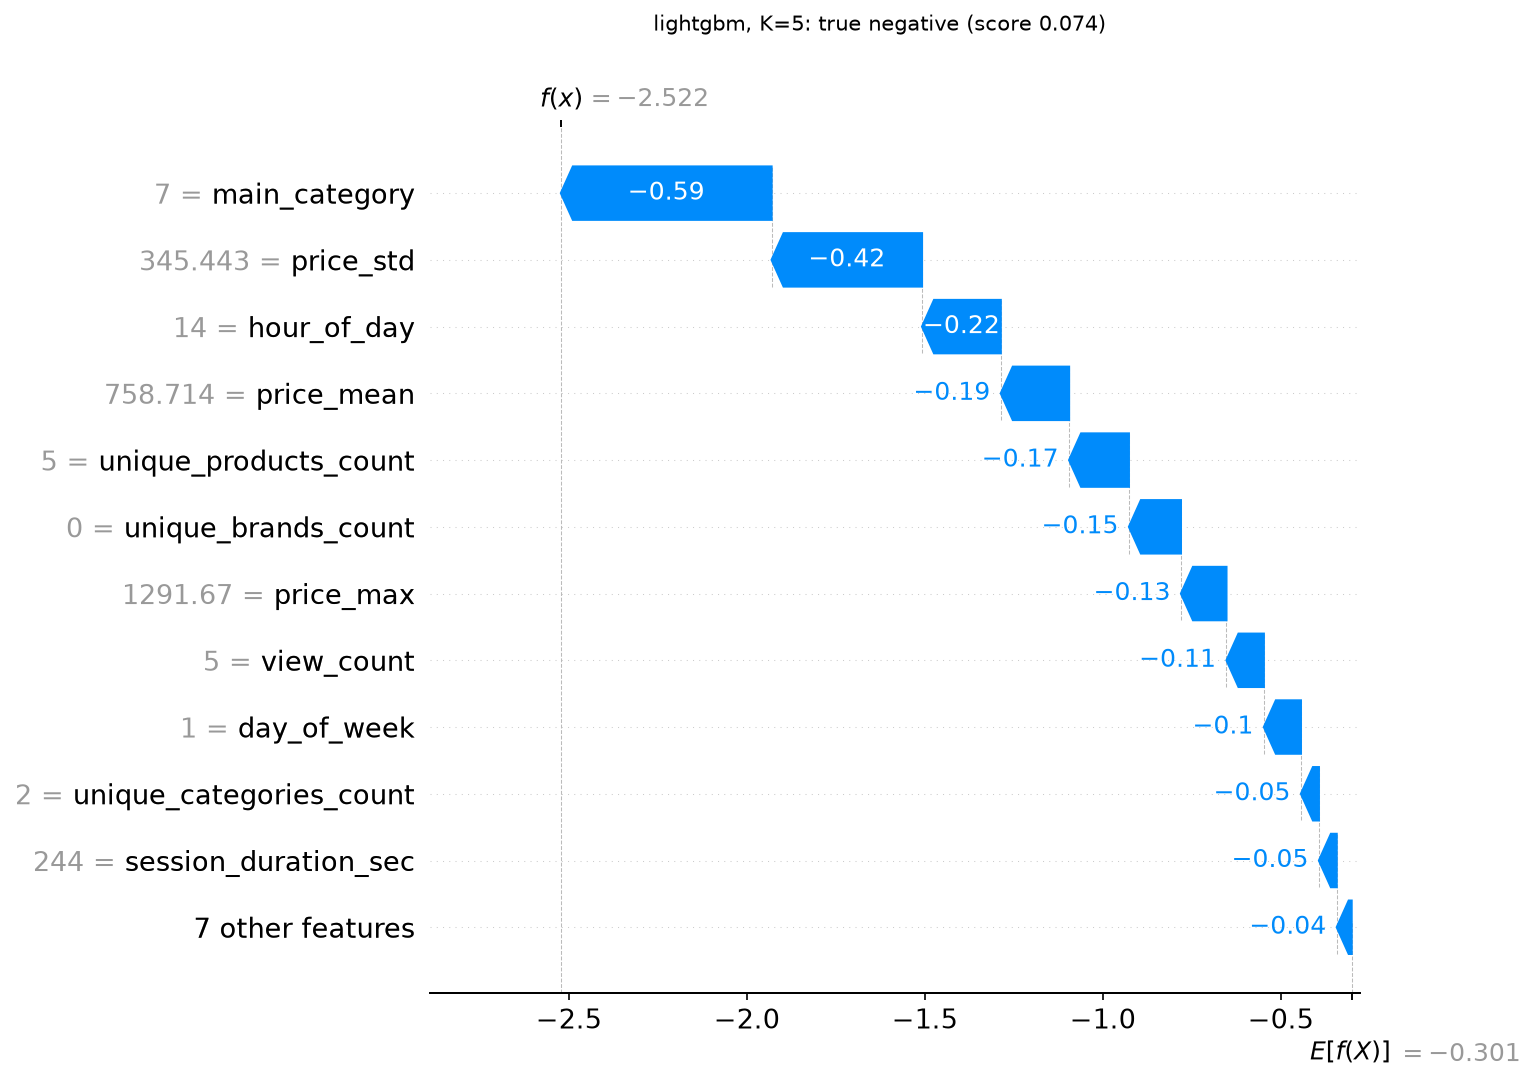 lightgbm, K=5: true negative (score 0.074)
f(x) = −2.522
7 = main_category −0.59
345.443 = price_std −0.42
14 = hour_of_day −0.22
758.714 = price_mean −0.19
5 = unique_products_count −0.17
0 = unique_brands_count −0.15
1291.67 = price_max −0.13
5 = view_count −0.11
1 = day_of_week −0.1
2 = unique_categories_count −0.05
244 = session_duration_sec −0.05
7 other features −0.04
−2.5 −2.0 −1.5 −1.0 −0.5
E[f(X)] = −0.301